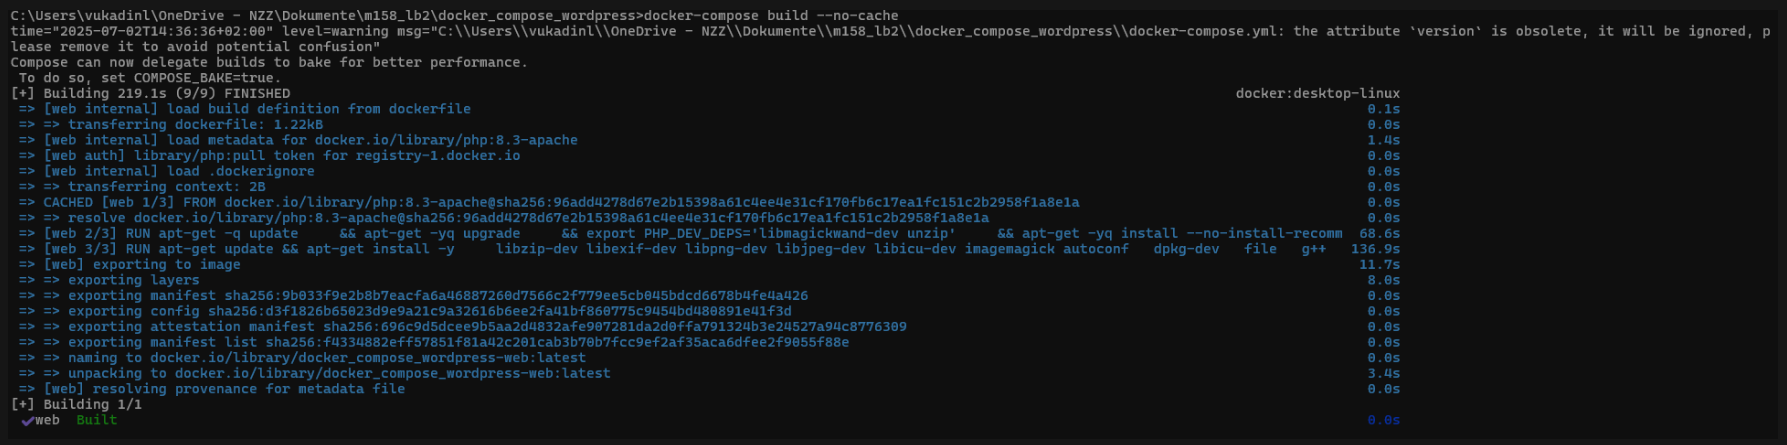 C:\Users\vukadinl\OneDrive - NZZ\Dokumente\m158_lb2\docker_compose_wordpress>docker-compose build --no-cache
time="2025-07-02T14:36:36+02:00" level=warning msg="C:\\Users\\vukadinl\\OneDrive - NZZ\\Dokumente\\m158_lb2\\docker_compose_wordpress\\docker-compose.yml: the attribute `version` is obsolete, it will be ignored, p
lease remove it to avoid potential confusion"
Compose can now delegate builds to bake for better performance.
 To do so, set COMPOSE_BAKE=true.
[+] Building 219.1s (9/9) FINISHED docker:desktop-linux
 => [web internal] load build definition from dockerfile 0.1s
 => => transferring dockerfile: 1.22kB 0.0s
 => [web internal] load metadata for docker.io/library/php:8.3-apache 1.4s
 => [web auth] library/php:pull token for registry-1.docker.io 0.0s
 => [web internal] load .dockerignore 0.0s
 => => transferring context: 2B 0.0s
 => CACHED [web 1/3] FROM docker.io/library/php:8.3-apache@sha256:96add4278d67e2b15398a61c4ee4e31cf170fb6c17ea1fc151c2b2958f1a8e1a 0.0s
 => => resolve docker.io/library/php:8.3-apache@sha256:96add4278d67e2b15398a61c4ee4e31cf170fb6c17ea1fc151c2b2958f1a8e1a 0.0s
 => [web 2/3] RUN apt-get -q update     && apt-get -yq upgrade     && export PHP_DEV_DEPS='libmagickwand-dev unzip'     && apt-get -yq install --no-install-recomm 68.6s
 => [web 3/3] RUN apt-get update && apt-get install -y     libzip-dev libexif-dev libpng-dev libjpeg-dev libicu-dev imagemagick autoconf   dpkg-dev   file   g++ 136.9s
 => [web] exporting to image 11.7s
 => => exporting layers 8.0s
 => => exporting manifest sha256:9b033f9e2b8b7eacfa6a46887260d7566c2f779ee5cb045bdcd6678b4fe4a426 0.0s
 => => exporting config sha256:d3f1826b65023d9e9a21c9a32616b6ee2fa41bf860775c9454bd480891e41f3d 0.0s
 => => exporting attestation manifest sha256:696c9d5dcee9b5aa2d4832afe907281da2d0ffa791324b3e24527a94c8776309 0.0s
 => => exporting manifest list sha256:f4334882eff57851f81a42c201cab3b70b7fcc9ef2af35aca6dfee2f9055f88e 0.0s
 => => naming to docker.io/library/docker_compose_wordpress-web:latest 0.0s
 => => unpacking to docker.io/library/docker_compose_wordpress-web:latest 3.4s
 => [web] resolving provenance for metadata file 0.0s
[+] Building 1/1
 ✔web  Built 0.0s